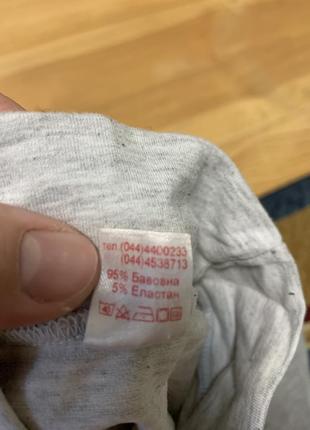 тел.(044)4400233
(044)4538713
95% Бавовна
5% Еластан